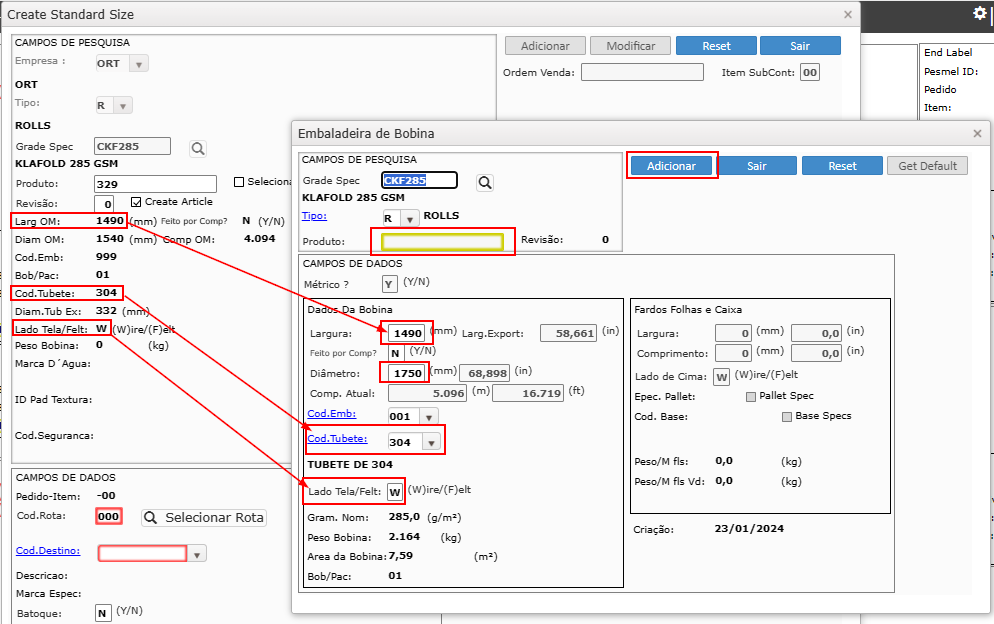 Create Standard Size
CAMPOS DE PESQUISA
Empresa : ORT
ORT
Tipo: R
ROLLS
Grade Spec CKF285
KLAFOLD 285 GSM
Produto: 329 Seleciona
Revisão: 0 Create Article
Larg OM: 1490 (mm) Feito por Comp? N (Y/N)
Diam OM: 1540 (mm) Comp OM: 4.094
Cod.Emb: 999
Bob/Pac: 01
Cod.Tubete: 304
Diam.Tub Ex: 332 (mm)
Lado Tela/Felt: W (W)ire/(F)elt
Peso Bobina: 0 (kg)
Marca D´Agua:
ID Pad Textura:
Cod.Seguranca:
CAMPOS DE DADOS
Pedido-Item: -00
Cod.Rota: 000 Selecionar Rota
Cod.Destino:
Descricao:
Marca Espec:
Batoque: N (Y/N)
Adicionar Modificar Reset Sair
Ordem Venda: Item SubCont: 00
End Label
Pesmel ID:
Pedido
Item:
Embaladeira de Bobina
CAMPOS DE PESQUISA
Grade Spec CKF285
KLAFOLD 285 GSM
Tipo: R ROLLS
Produto: Revisão: 0
Adicionar Sair Reset Get Default
CAMPOS DE DADOS
Métrico ? Y (Y/N)
Dados Da Bobina
Largura: 1490 (mm) Larg.Export: 58,661 (in)
Feito por Comp? N (Y/N)
Diâmetro: 1750 (mm) 68,898 (in)
Comp. Atual: 5.096 (m) 16.719 (ft)
Cod.Emb: 001
Cod.Tubete: 304
TUBETE DE 304
Lado Tela/Felt: W (W)ire/(F)elt
Gram. Nom: 285,0 (g/m²)
Peso Bobina: 2.164 (kg)
Area da Bobina: 7,59 (m²)
Bob/Pac: 01
Fardos Folhas e Caixa
Largura: 0 (mm) 0,0 (in)
Comprimento: 0 (mm) 0,0 (in)
Lado de Cima: W (W)ire/(F)elt
Epec. Pallet: Pallet Spec
Cod. Base: Base Specs
Peso/M fls: 0,0 (kg)
Peso/M fls Vd: 0,0 (kg)
Criação: 23/01/2024